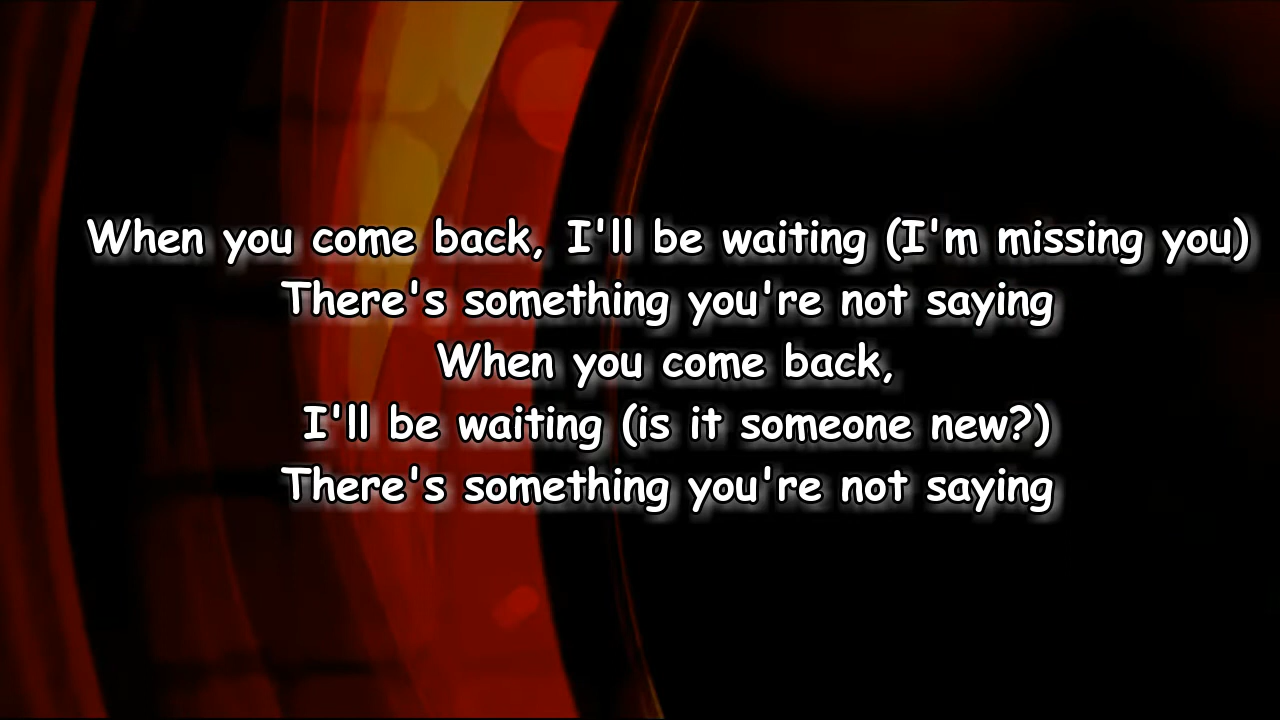 When you come back, I'll be waiting (I'm missing you)
There's something you're not saying
When you come back,
I'll be waiting (is it someone new?)
There's something you're not saying